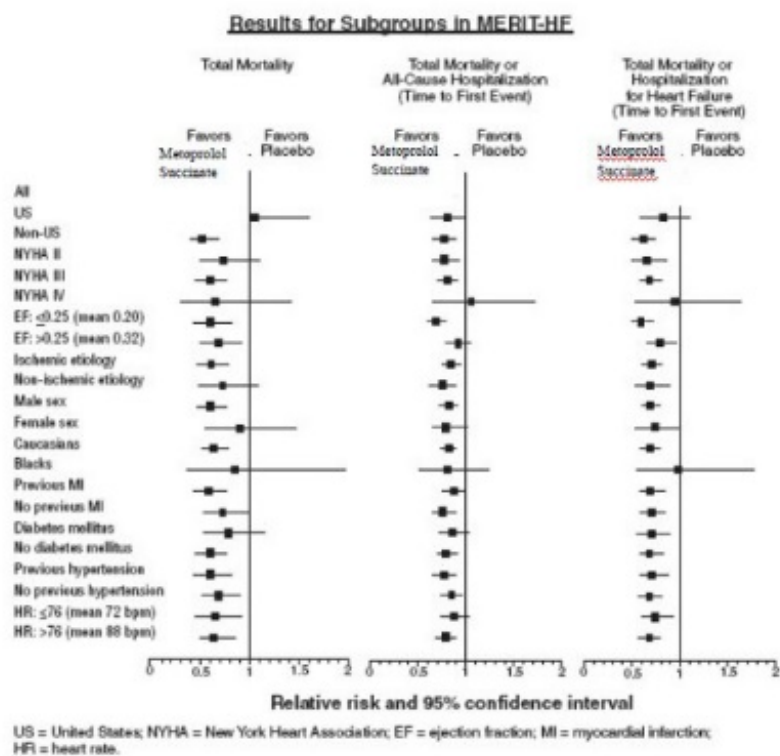 Results for Subgroups in MERIT-HF
Total Mortality
Total Mortality or
All-Cause Hospitalization
(Time to First Event)
Total Mortality or
Hospitalization
for Heart Failure
(Time to First Event)
Favors
Metoprolol
Succinate
Favors
Placebo
Favors
Metoprolol
Succinate
Favors
Placebo
Favors
Metoprolol
Succinate
Favors
Placebo
All
US
Non-US
NYHA II
NYHA III
NYHA IV
EF: ≤0.25 (mean 0.20)
EF: >0.25 (mean 0.32)
Ischemic etiology
Non-ischemic etiology
Male sex
Female sex
Caucasians
Blacks
Previous MI
No previous MI
Diabetes mellitus
No diabetes mellitus
Previous hypertension
No previous hypertension
HR: ≤76 (mean 72 bpm)
HR: >76 (mean 88 bpm)
0 0.5 1 2 0 0.5 1 2 0 0.5 1 2
Relative risk and 95% confidence interval
US = United States; NYHA = New York Heart Association; EF = ejection fraction; MI = myocardial infarction;
HR = heart rate.